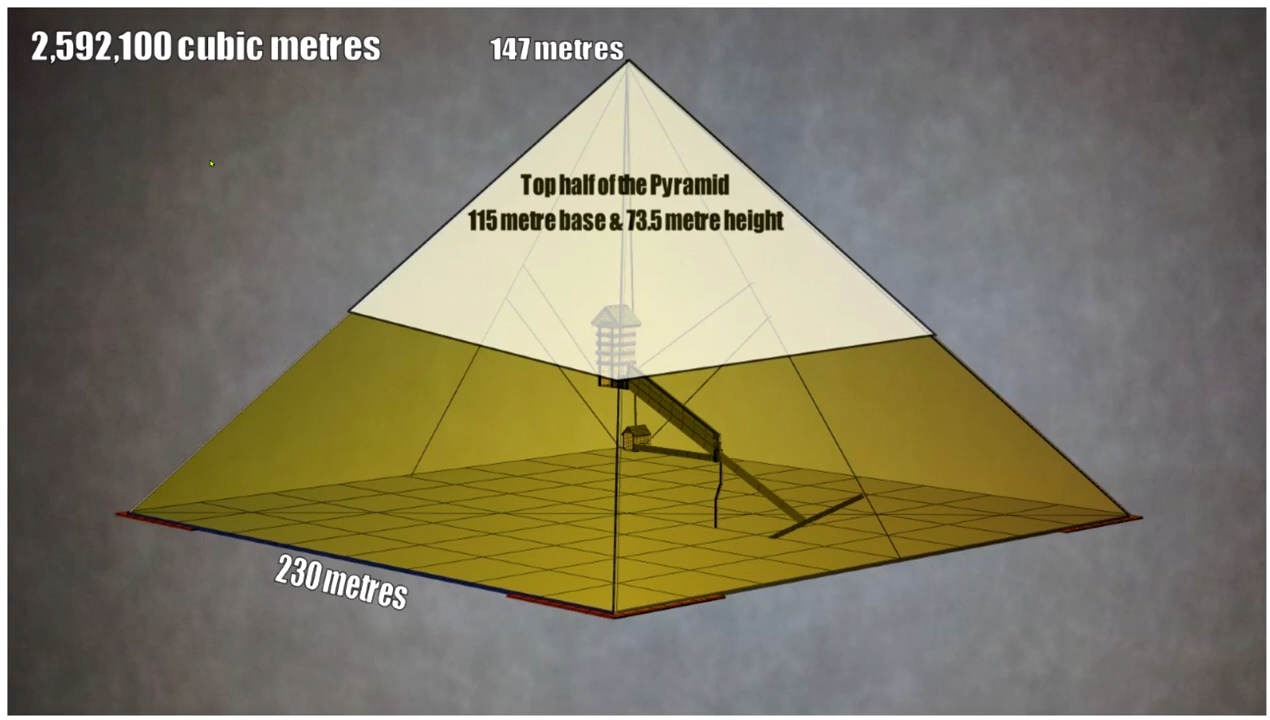 2,592,100 cubic metres
147 metres
Top half of the Pyramid
115 metre base & 73.5 metre height
230 metres